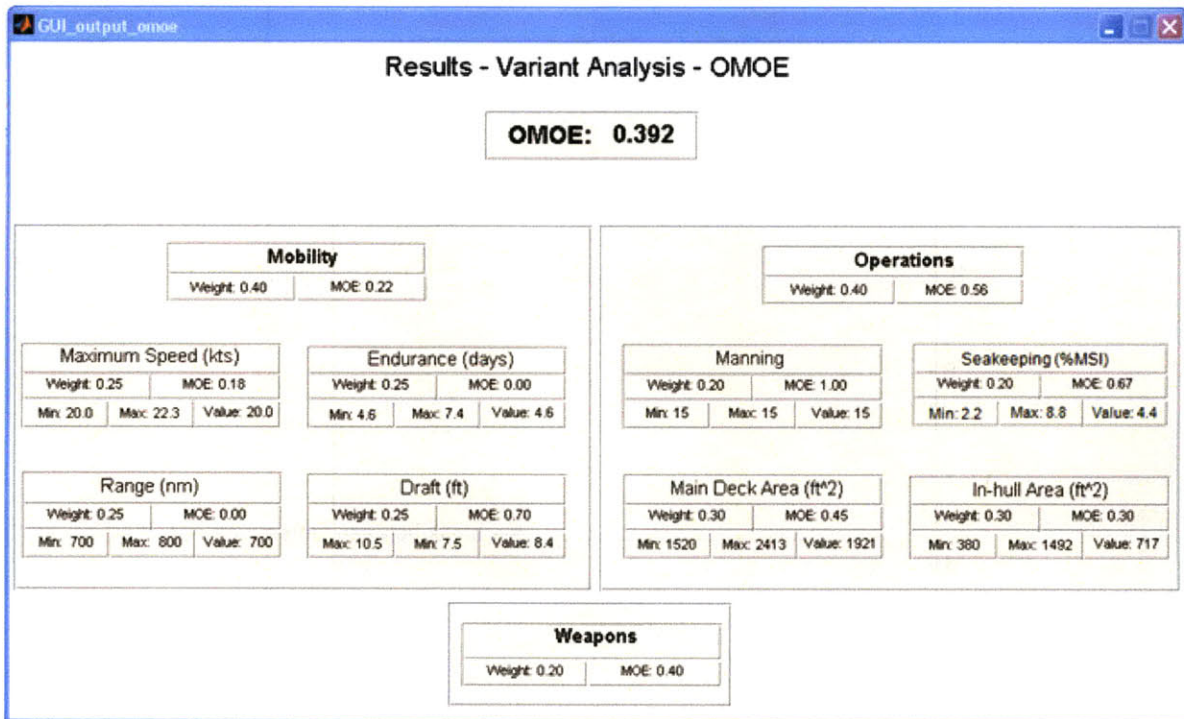 GUI_output_omoe
Results - Variant Analysis - OMOE
OMOE: 0.392
Mobility
Weight: 0.40 MOE: 0.22
Maximum Speed (kts)
Weight: 0.25 MOE: 0.18
Min: 20.0 Max: 22.3 Value: 20.0
Endurance (days)
Weight: 0.25 MOE: 0.00
Min: 4.6 Max: 7.4 Value: 4.6
Range (nm)
Weight: 0.25 MOE: 0.00
Min: 700 Max: 800 Value: 700
Draft (ft)
Weight: 0.25 MOE: 0.70
Max: 10.5 Min: 7.5 Value: 8.4
Operations
Weight: 0.40 MOE: 0.56
Manning
Weight: 0.20 MOE: 1.00
Min: 15 Max: 15 Value: 15
Seakeeping (%MSI)
Weight: 0.20 MOE: 0.67
Min: 2.2 Max: 8.8 Value: 4.4
Main Deck Area (ft^2)
Weight: 0.30 MOE: 0.45
Min: 1520 Max: 2413 Value: 1921
In-hull Area (ft^2)
Weight: 0.30 MOE: 0.30
Min: 380 Max: 1492 Value: 717
Weapons
Weight: 0.20 MOE: 0.40